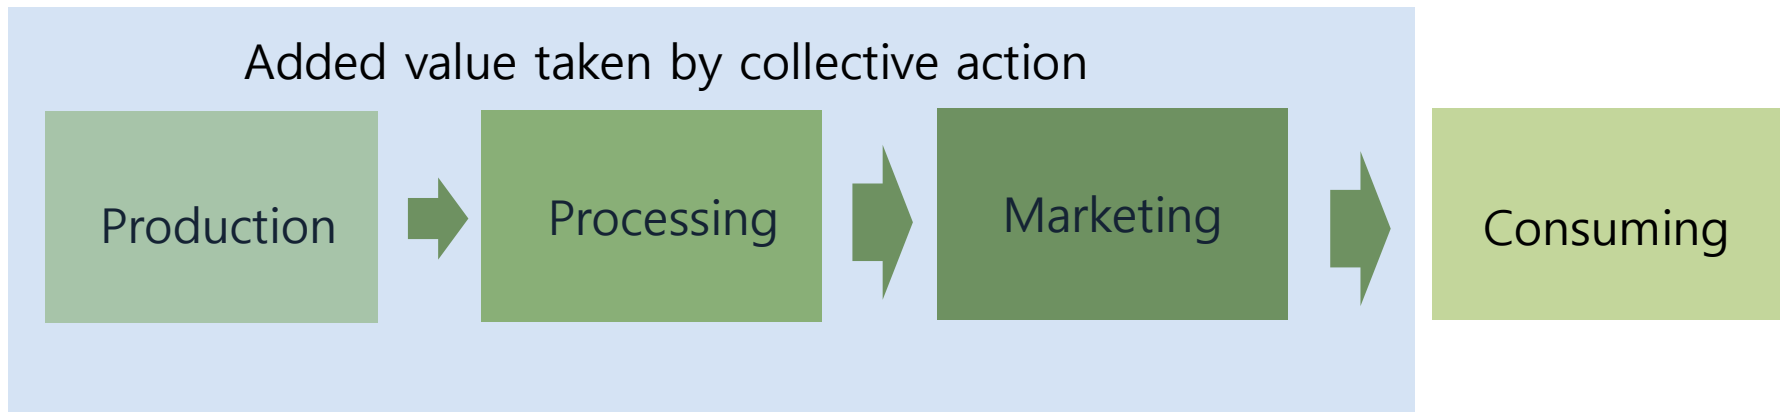 Added value taken by collective action
Production
Processing
Marketing
Consuming